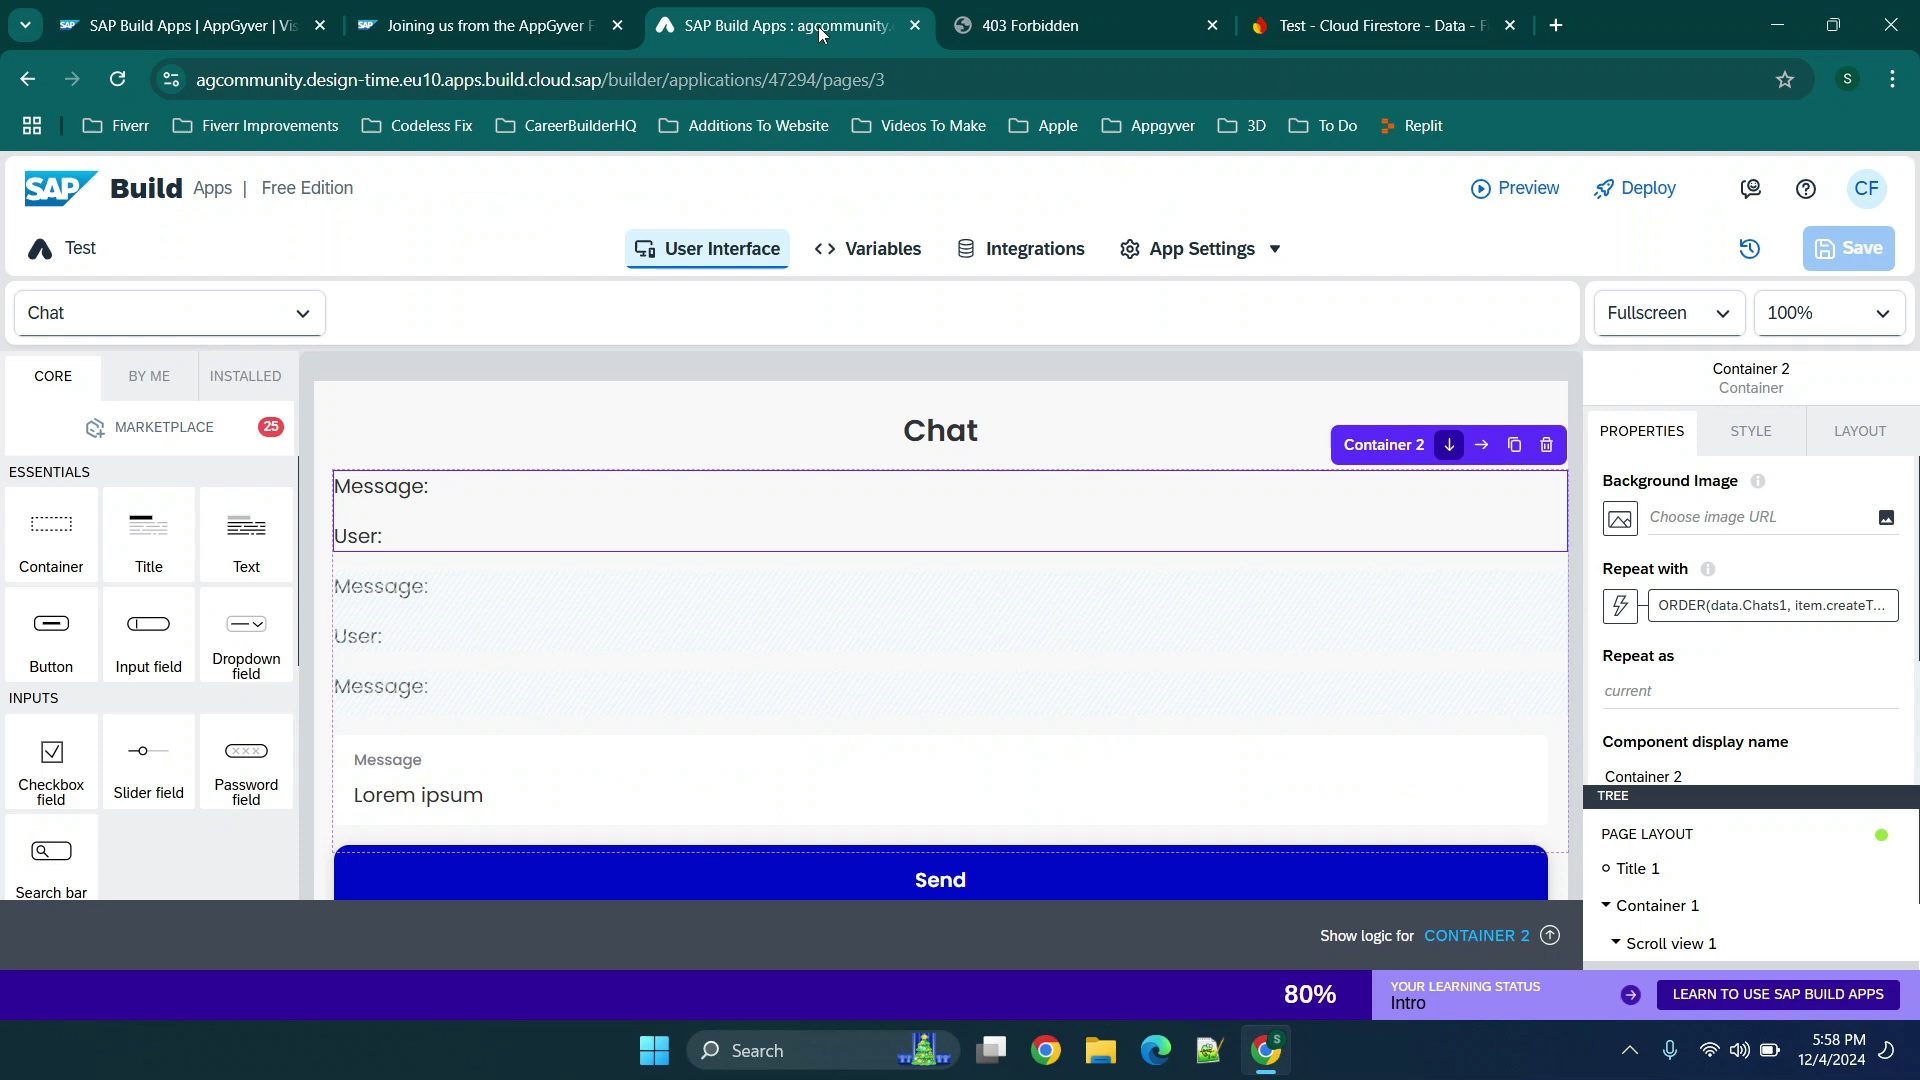 SAP Build Apps | AppGyver | Vis
Joining us from the AppGyver F
SAP Build Apps : agcommunity.
403 Forbidden
Test - Cloud Firestore - Data - F
agcommunity.design-time.eu10.apps.build.cloud.sap/builder/applications/47294/pages/3
S
Fiverr
Fiverr Improvements
Codeless Fix
CareerBuilderHQ
Additions To Website
Videos To Make
Apple
Appgyver
3D
To Do
Replit
SAP Build Apps | Free Edition
Preview
Deploy
CF
Test
User Interface
Variables
Integrations
App Settings
Save
Chat
Fullscreen
100%
CORE
BY ME
INSTALLED
MARKETPLACE
25
ESSENTIALS
Container
Title
Text
Button
Input field
Dropdown
field
INPUTS
Checkbox
field
Slider field
Password
field
Search bar
Chat
Container 2
Message:
User:
Message:
User:
Message:
Message
Lorem ipsum
Send
Show logic for CONTAINER 2
Container 2
Container
PROPERTIES
STYLE
LAYOUT
Background Image
Choose image URL
Repeat with
ORDER(data.Chats1, item.createT...
Repeat as
current
Component display name
Container 2
TREE
PAGE LAYOUT
Title 1
Container 1
Scroll view 1
80%
YOUR LEARNING STATUS
Intro
LEARN TO USE SAP BUILD APPS
Search
S
5:58 PM
12/4/2024